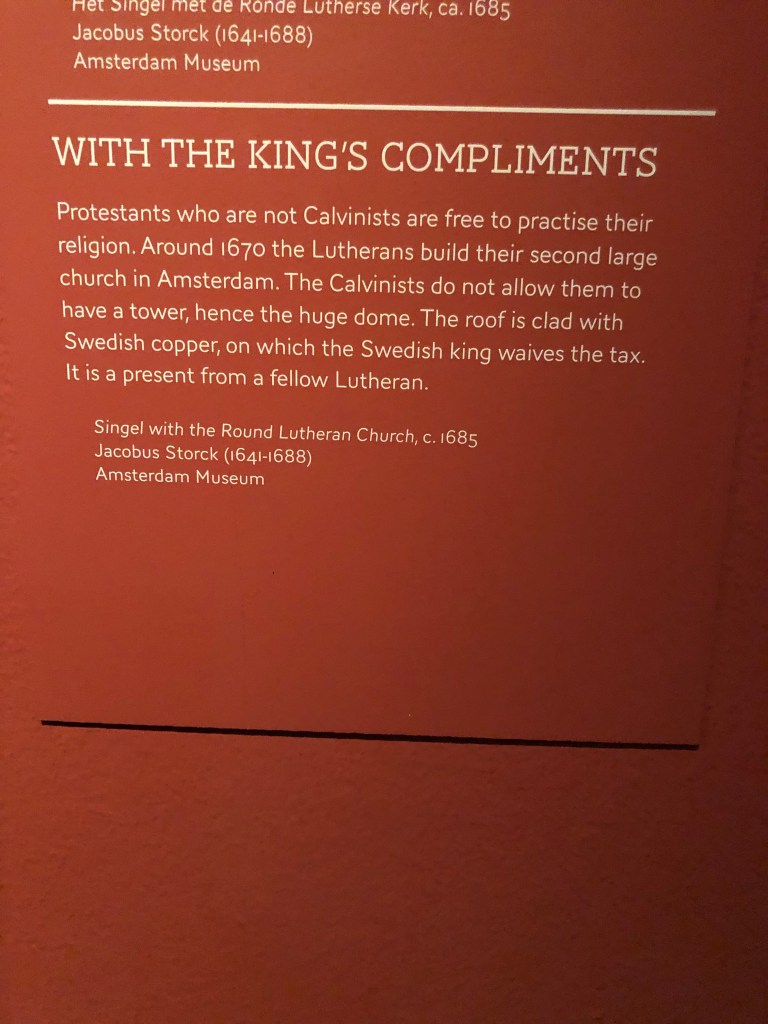 Het Singel met de Ronde Lutherse Kerk, ca. 1685
Jacobus Storck (1641-1688)
Amsterdam Museum
WITH THE KING'S COMPLIMENTS
Protestants who are not Calvinists are free to practise their
religion. Around 1670 the Lutherans build their second large
church in Amsterdam. The Calvinists do not allow them to
have a tower, hence the huge dome. The roof is clad with
Swedish copper, on which the Swedish king waives the tax.
It is a present from a fellow Lutheran.
Singel with the Round Lutheran Church, c. 1685
Jacobus Storck (1641-1688)
Amsterdam Museum